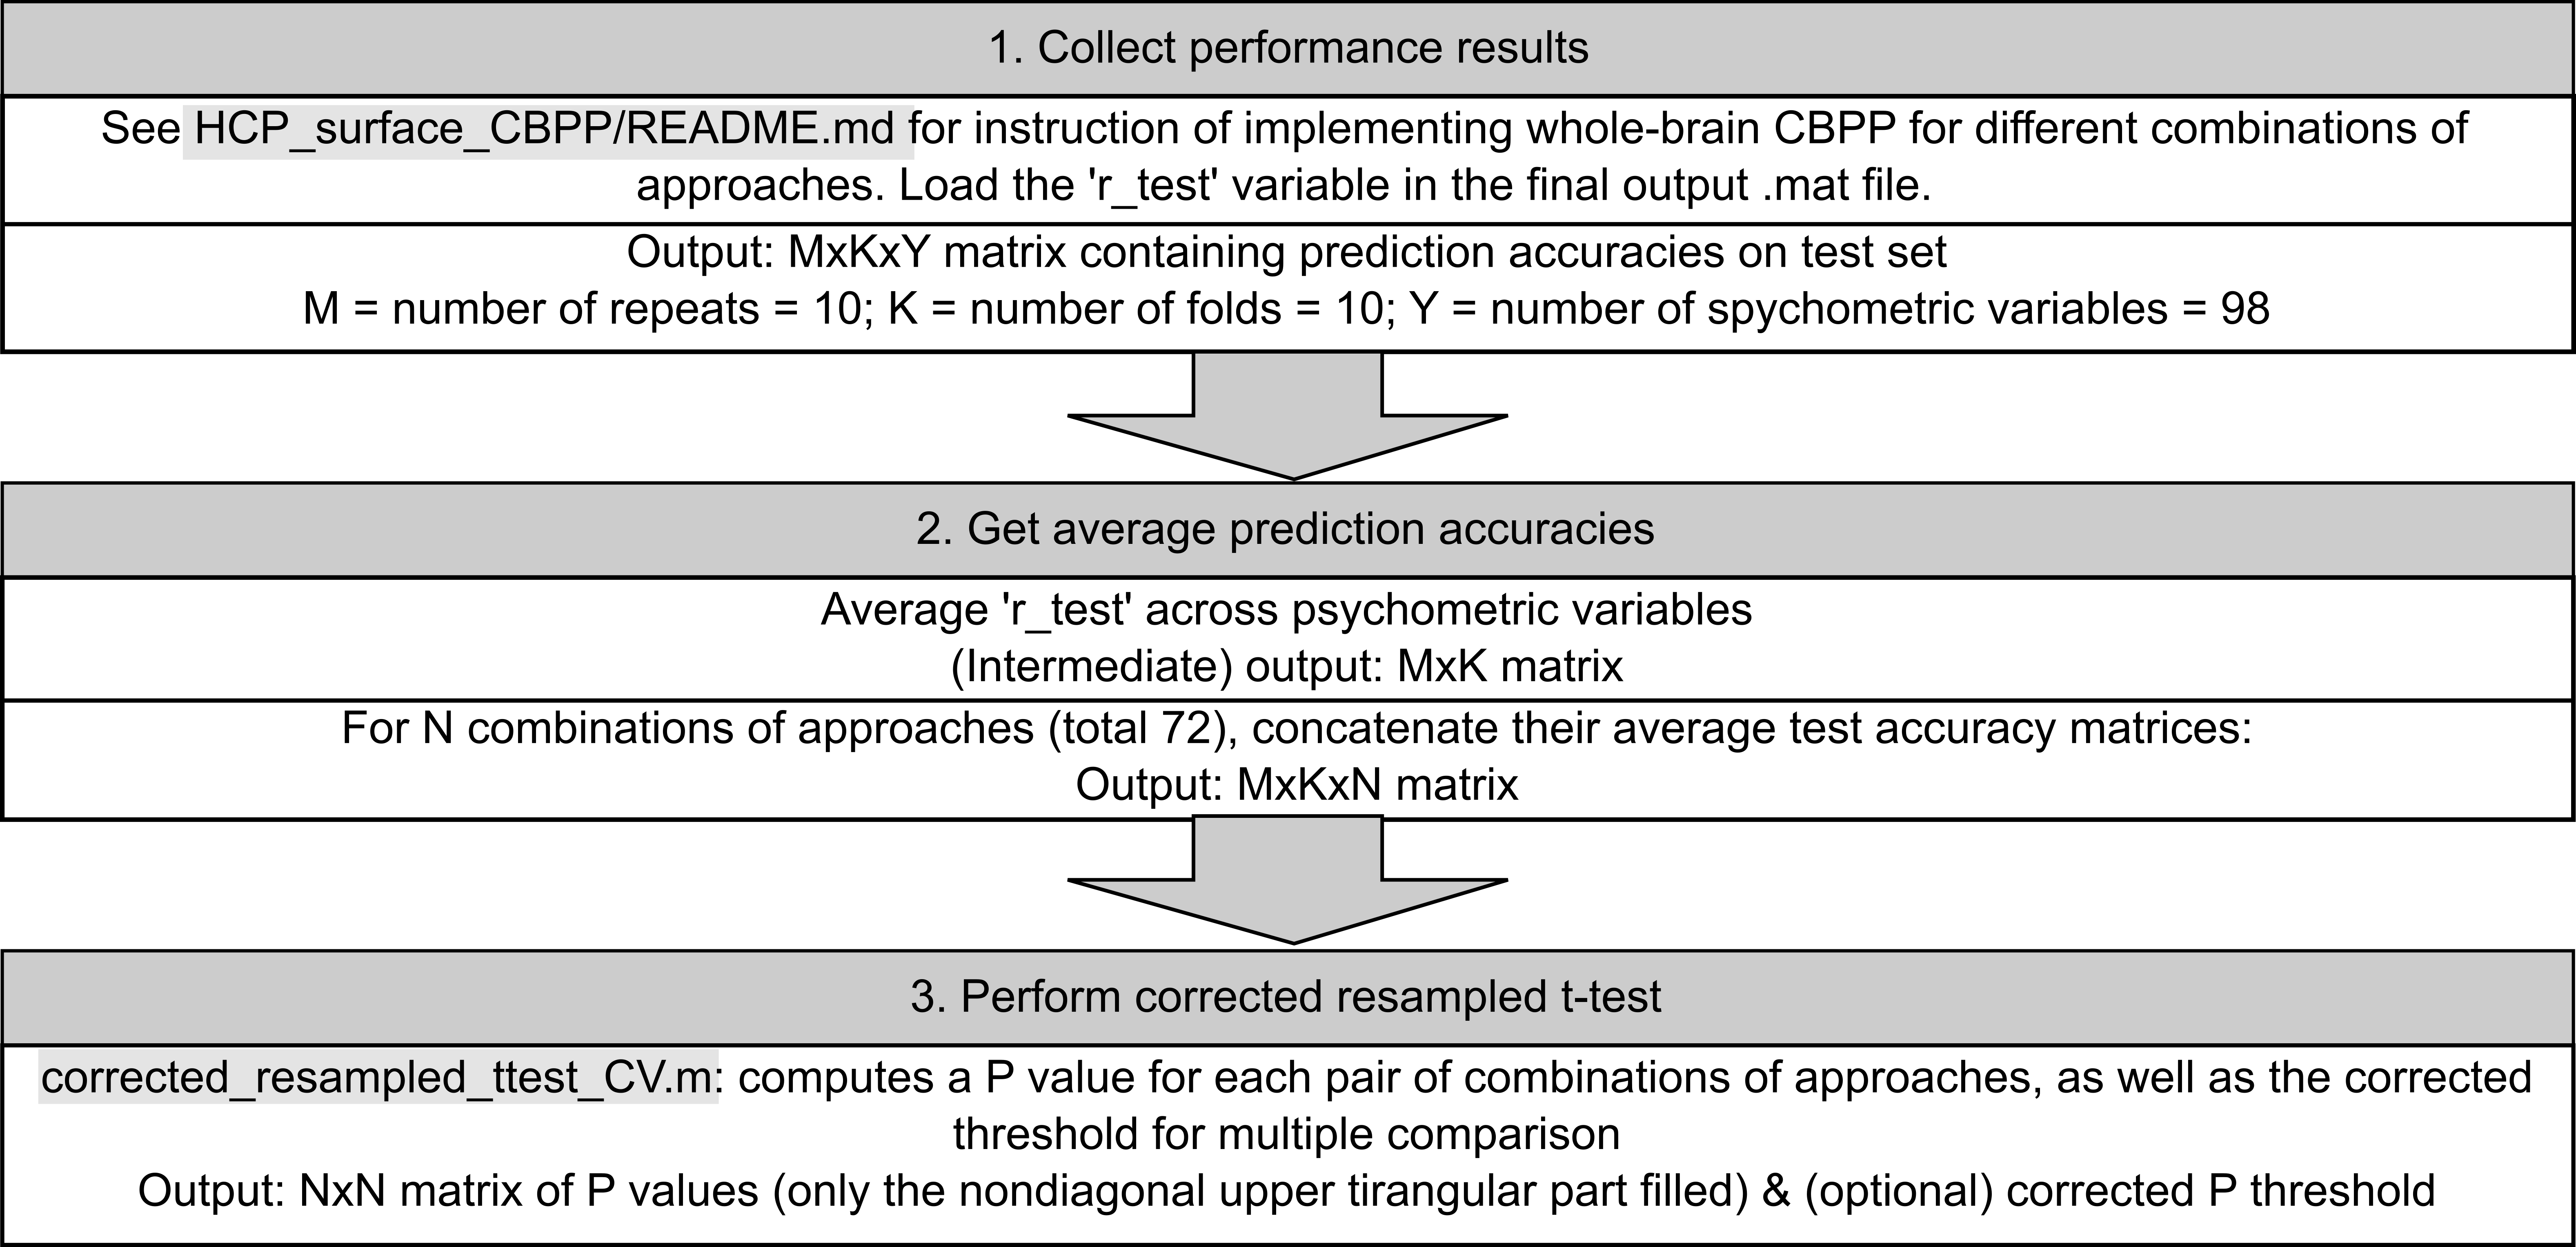 1. Collect performance results
See HCP_surface_CBPP/README.md for instruction of implementing whole-brain CBPP for different combinations of
approaches. Load the 'r_test' variable in the final output .mat file.
Output: MxKxY matrix containing prediction accuracies on test set
M = number of repeats = 10; K = number of folds = 10; Y = number of spychometric variables = 98
2. Get average prediction accuracies
Average 'r_test' across psychometric variables
(Intermediate) output: MxK matrix
For N combinations of approaches (total 72), concatenate their average test accuracy matrices:
Output: MxKxN matrix
3. Perform corrected resampled t-test
corrected_resampled_ttest_CV.m: computes a P value for each pair of combinations of approaches, as well as the corrected
threshold for multiple comparison
Output: NxN matrix of P values (only the nondiagonal upper tirangular part filled) & (optional) corrected P threshold